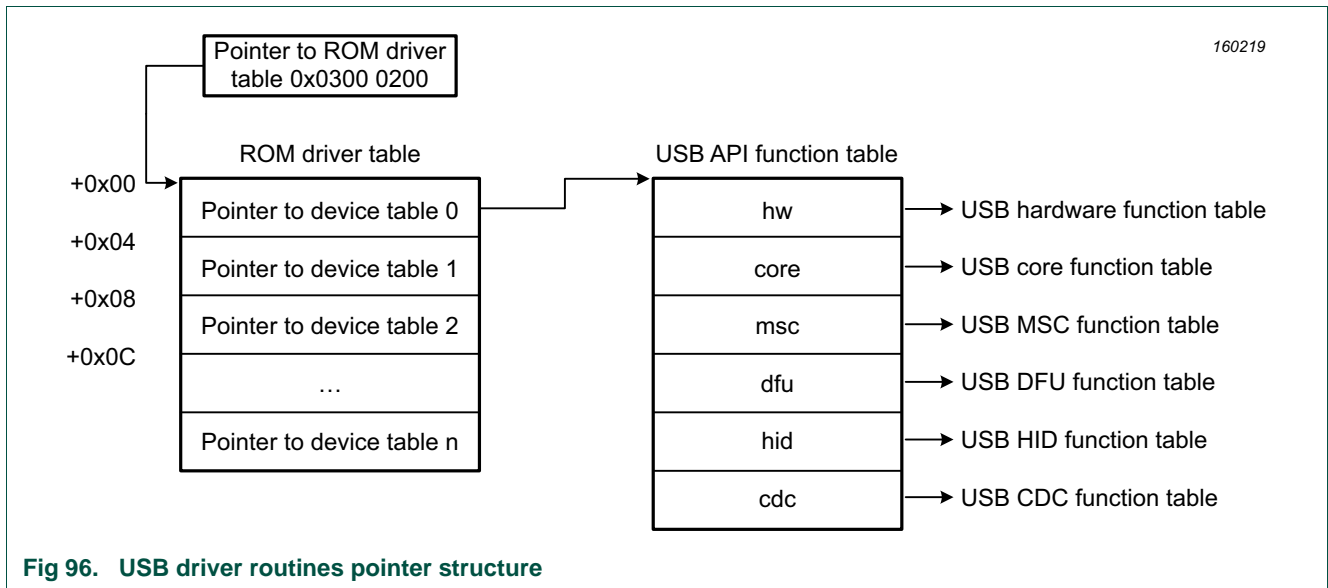 160219
Pointer to ROM driver
table 0x0300 0200
ROM driver table
+0x00
Pointer to device table 0
+0x04
Pointer to device table 1
+0x08
Pointer to device table 2
+0x0C
…
Pointer to device table n
USB API function table
hw
USB hardware function table
core
USB core function table
msc
USB MSC function table
dfu
USB DFU function table
hid
USB HID function table
cdc
USB CDC function table
Fig 96. USB driver routines pointer structure